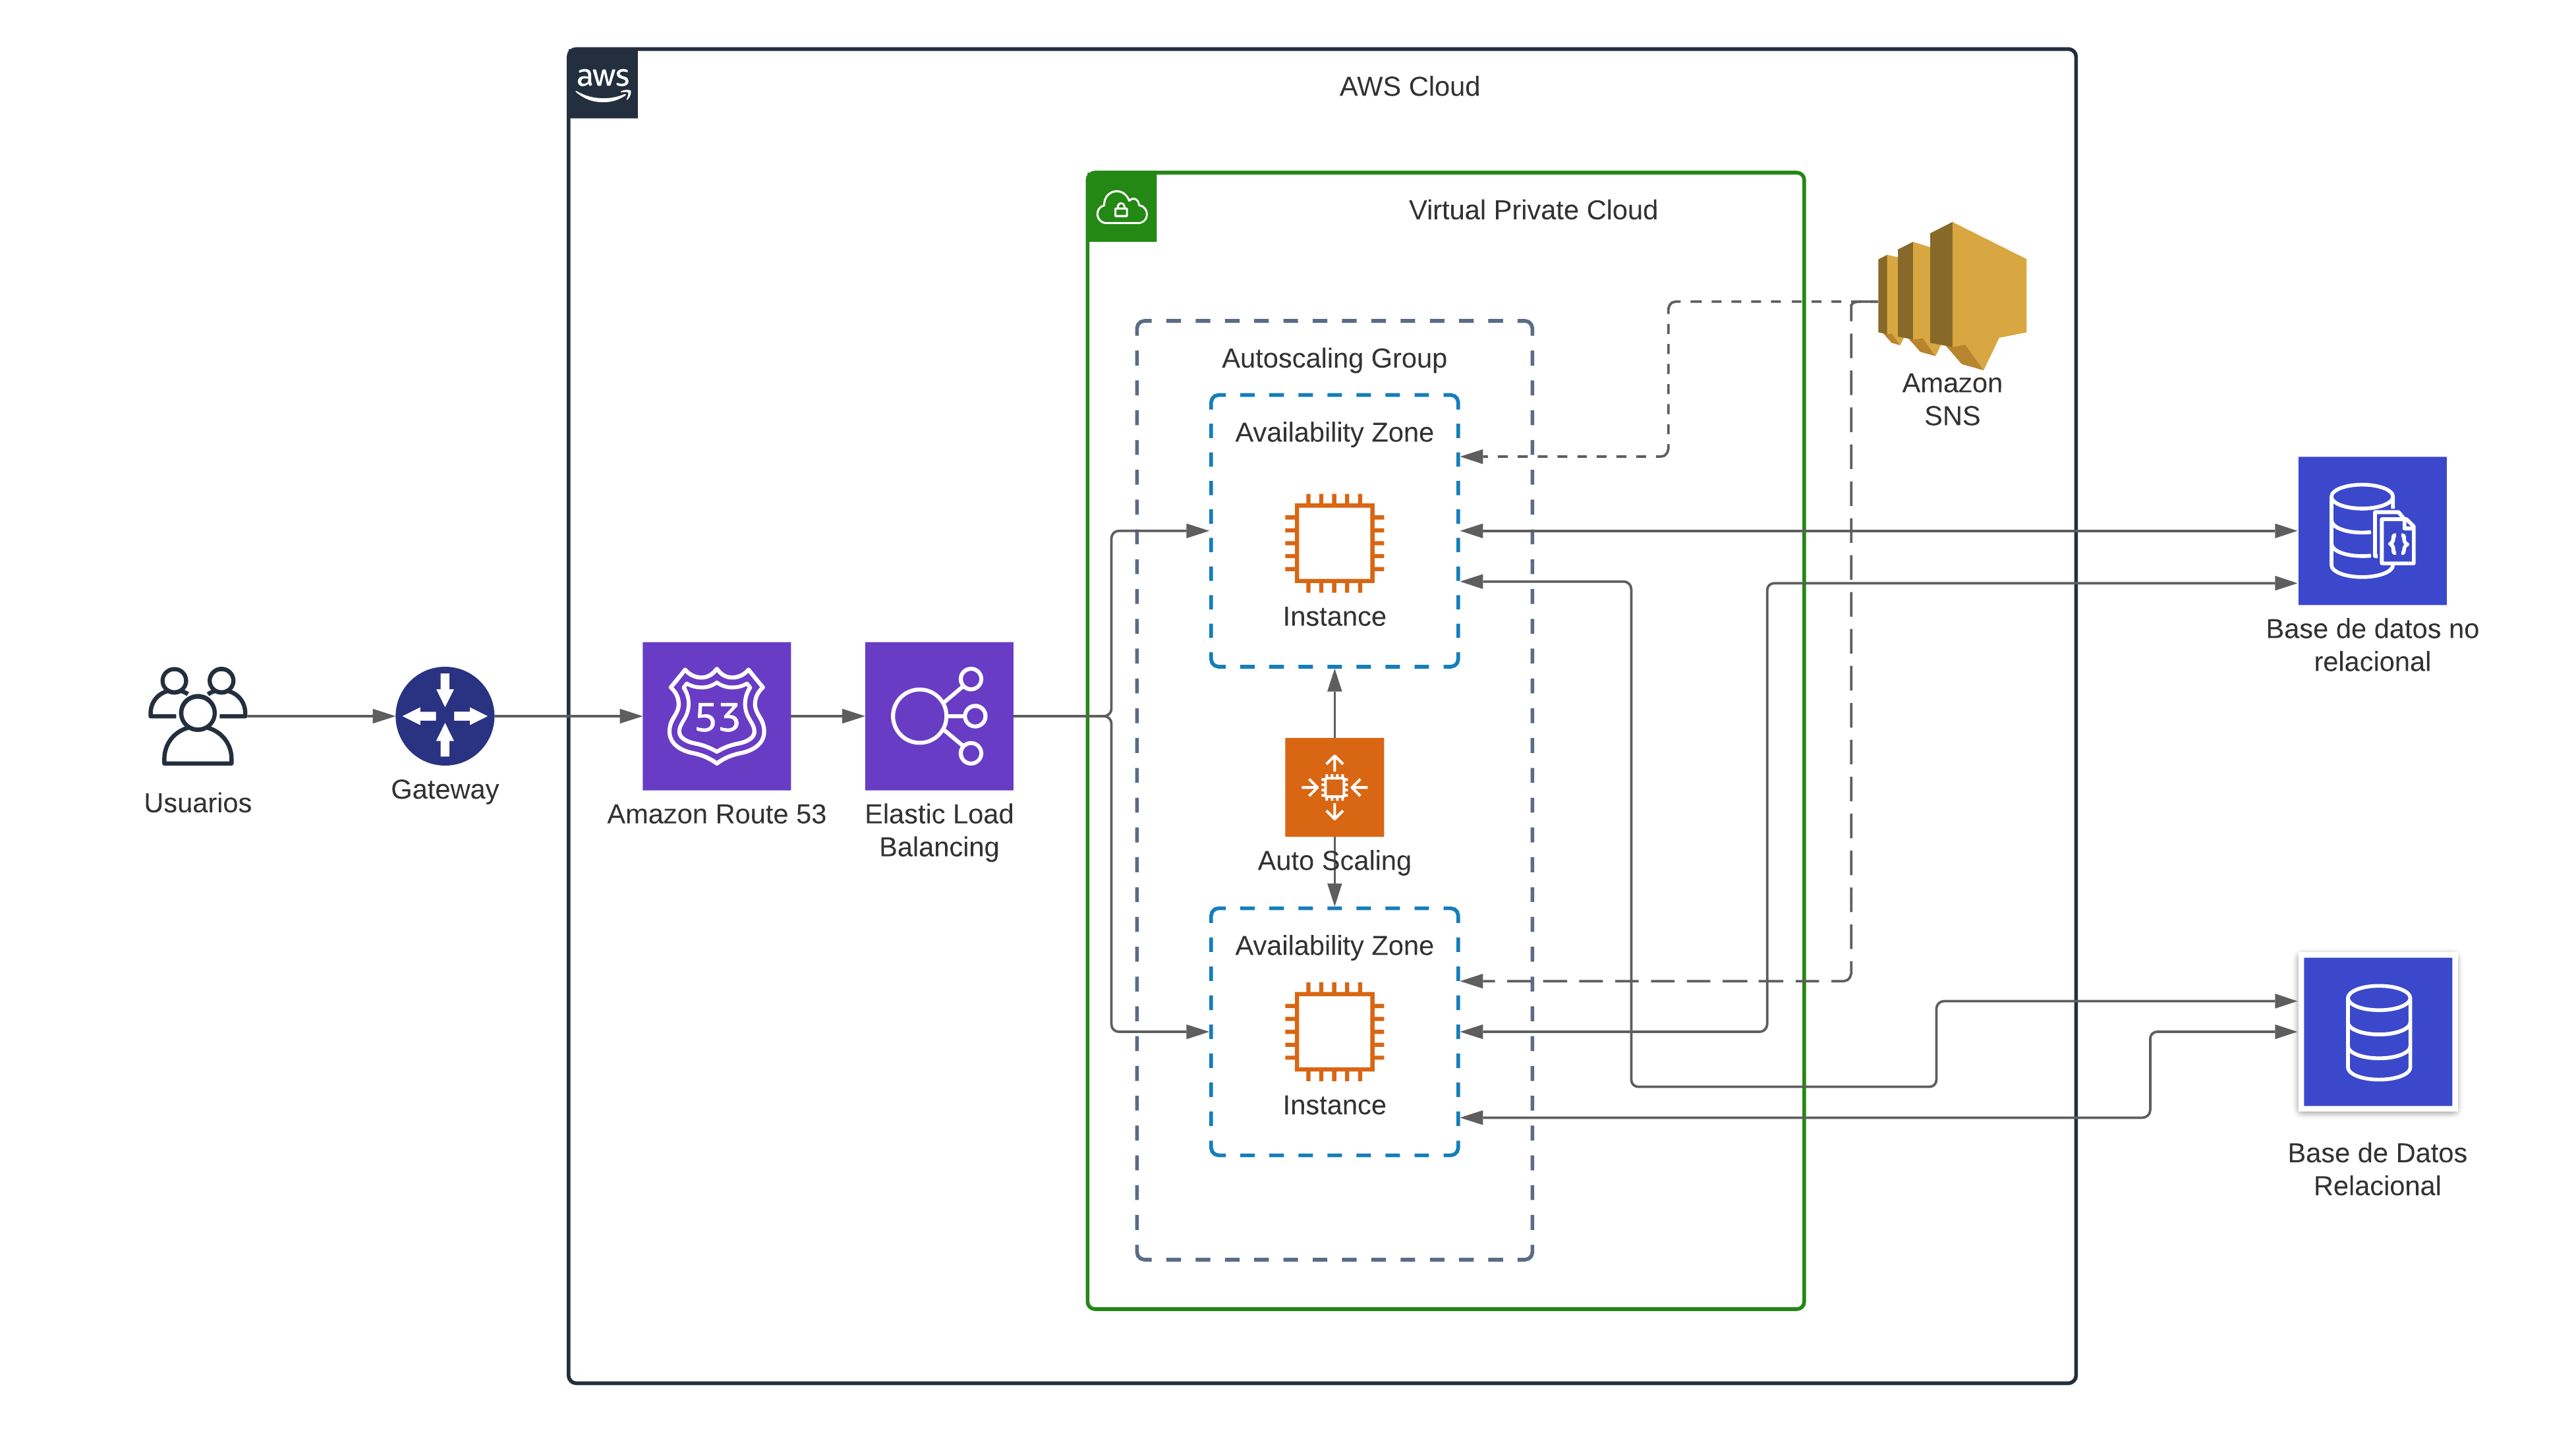 aws
AWS Cloud
Virtual Private Cloud
Autoscaling Group
Availability Zone
Instance
Amazon
SNS
Base de datos no
relacional
Usuarios
Gateway
53
Amazon Route 53
Elastic Load
Balancing
Auto Scaling
Availability Zone
Instance
Base de Datos
Relacional